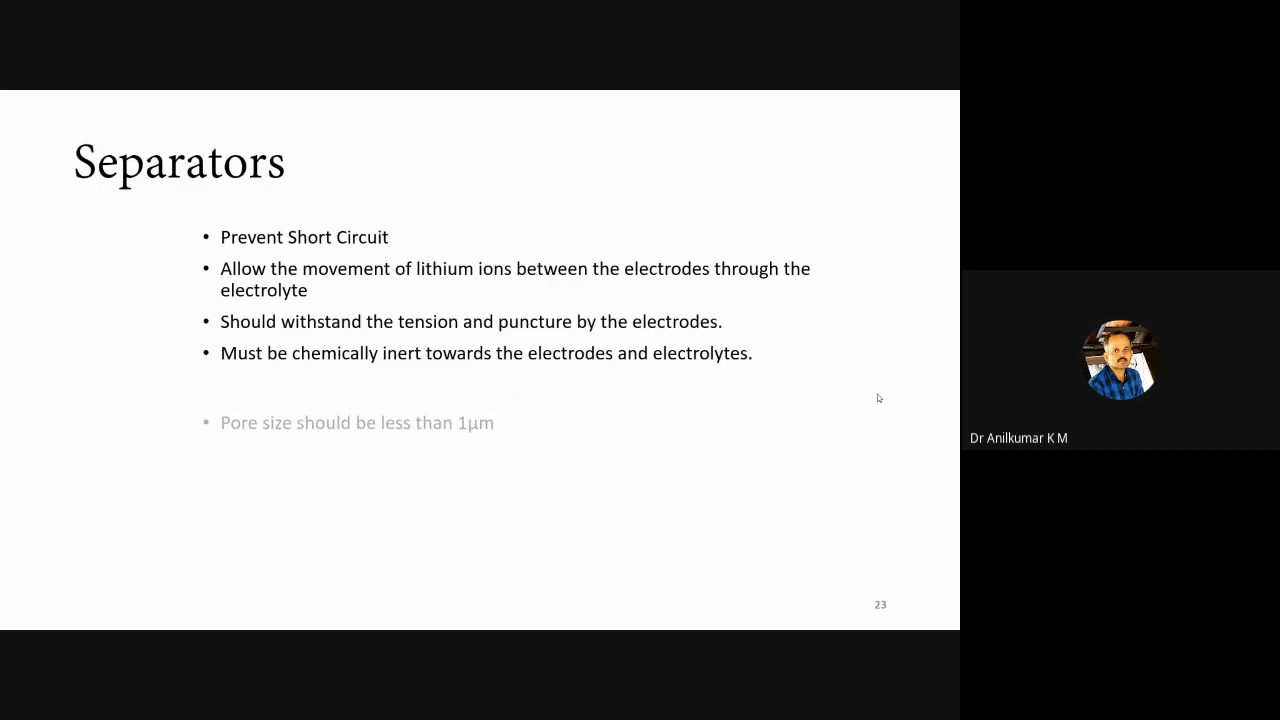 Separators
• Prevent Short Circuit
• Allow the movement of lithium ions between the electrodes through the
electrolyte
• Should withstand the tension and puncture by the electrodes.
• Must be chemically inert towards the electrodes and electrolytes.
• Pore size should be less than 1µm
23
Dr Anilkumar K M